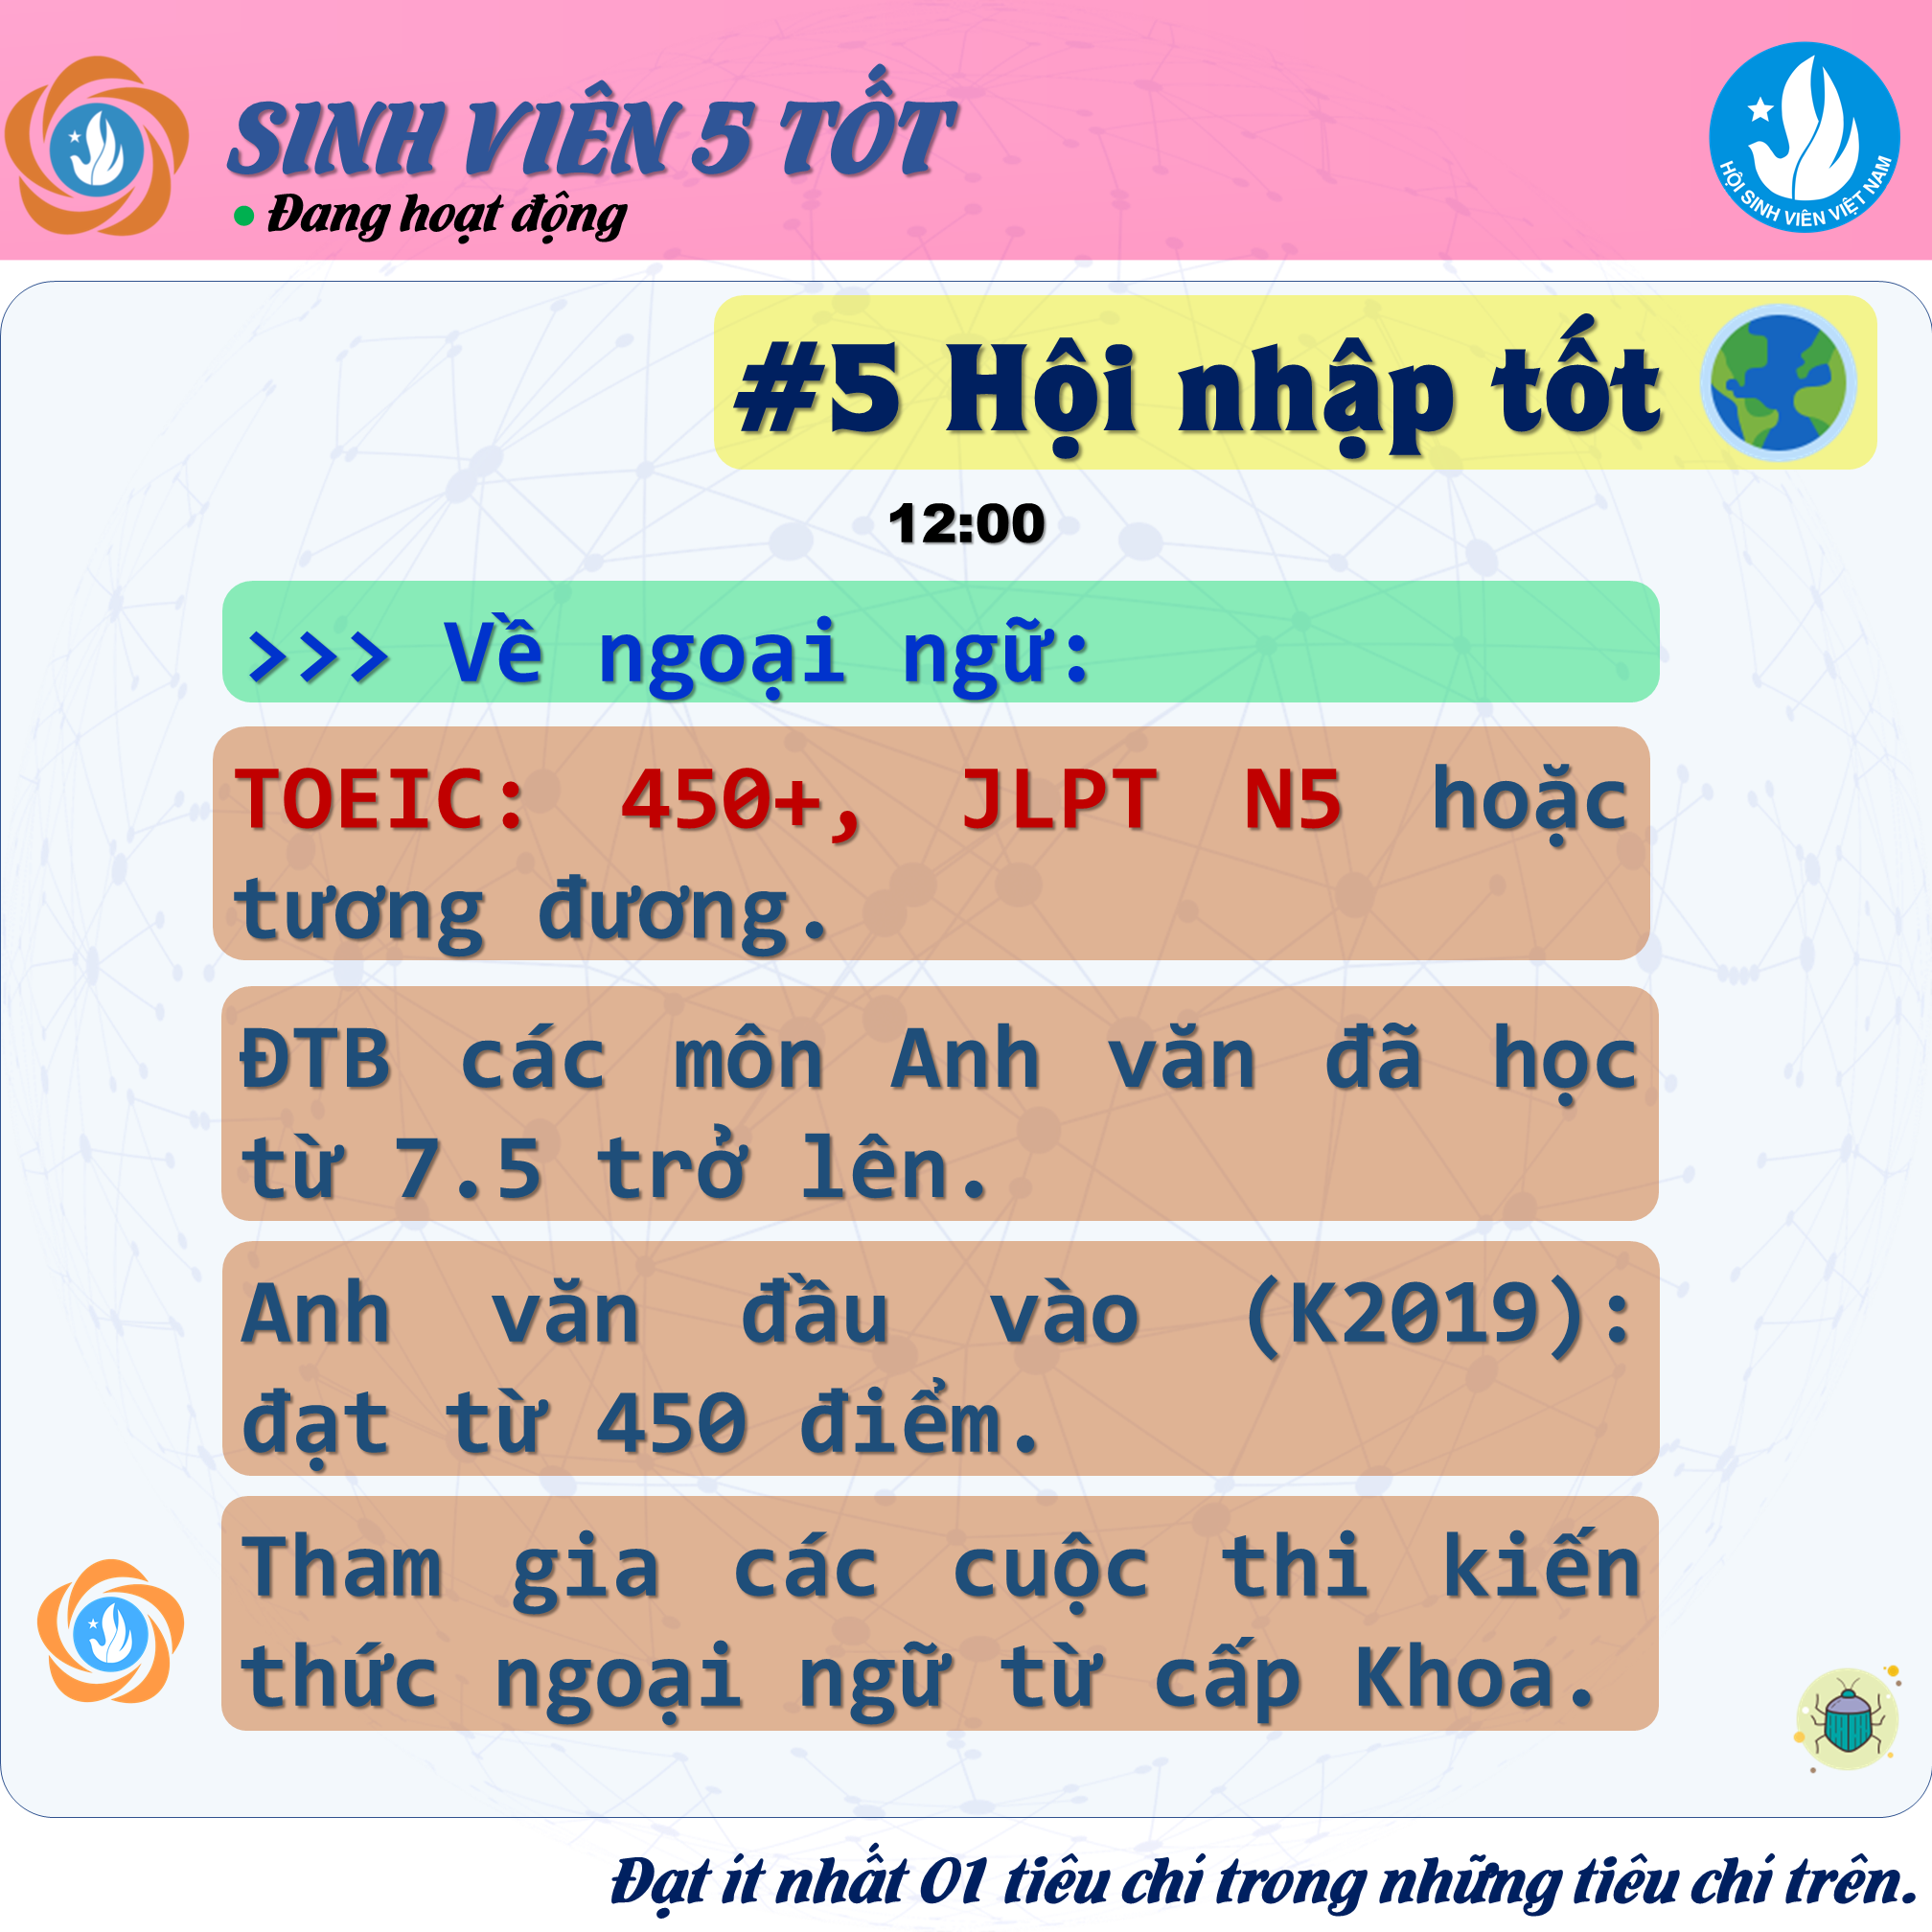 SINH VIÊN 5 TỐT
Đang hoạt động
HỘI SINH VIÊN VIỆT NAM
#5 Hội nhập tốt
12:00
>>> Về ngoại ngữ:
TOEIC: 450+, JLPT N5 hoặc
tương đương.
ĐTB các môn Anh văn đã học
từ 7.5 trở lên.
Anh văn đầu vào (K2019):
đạt từ 450 điểm.
Tham gia các cuộc thi kiến
thức ngoại ngữ từ cấp Khoa.
Đạt ít nhất 01 tiêu chí trong những tiêu chí trên.